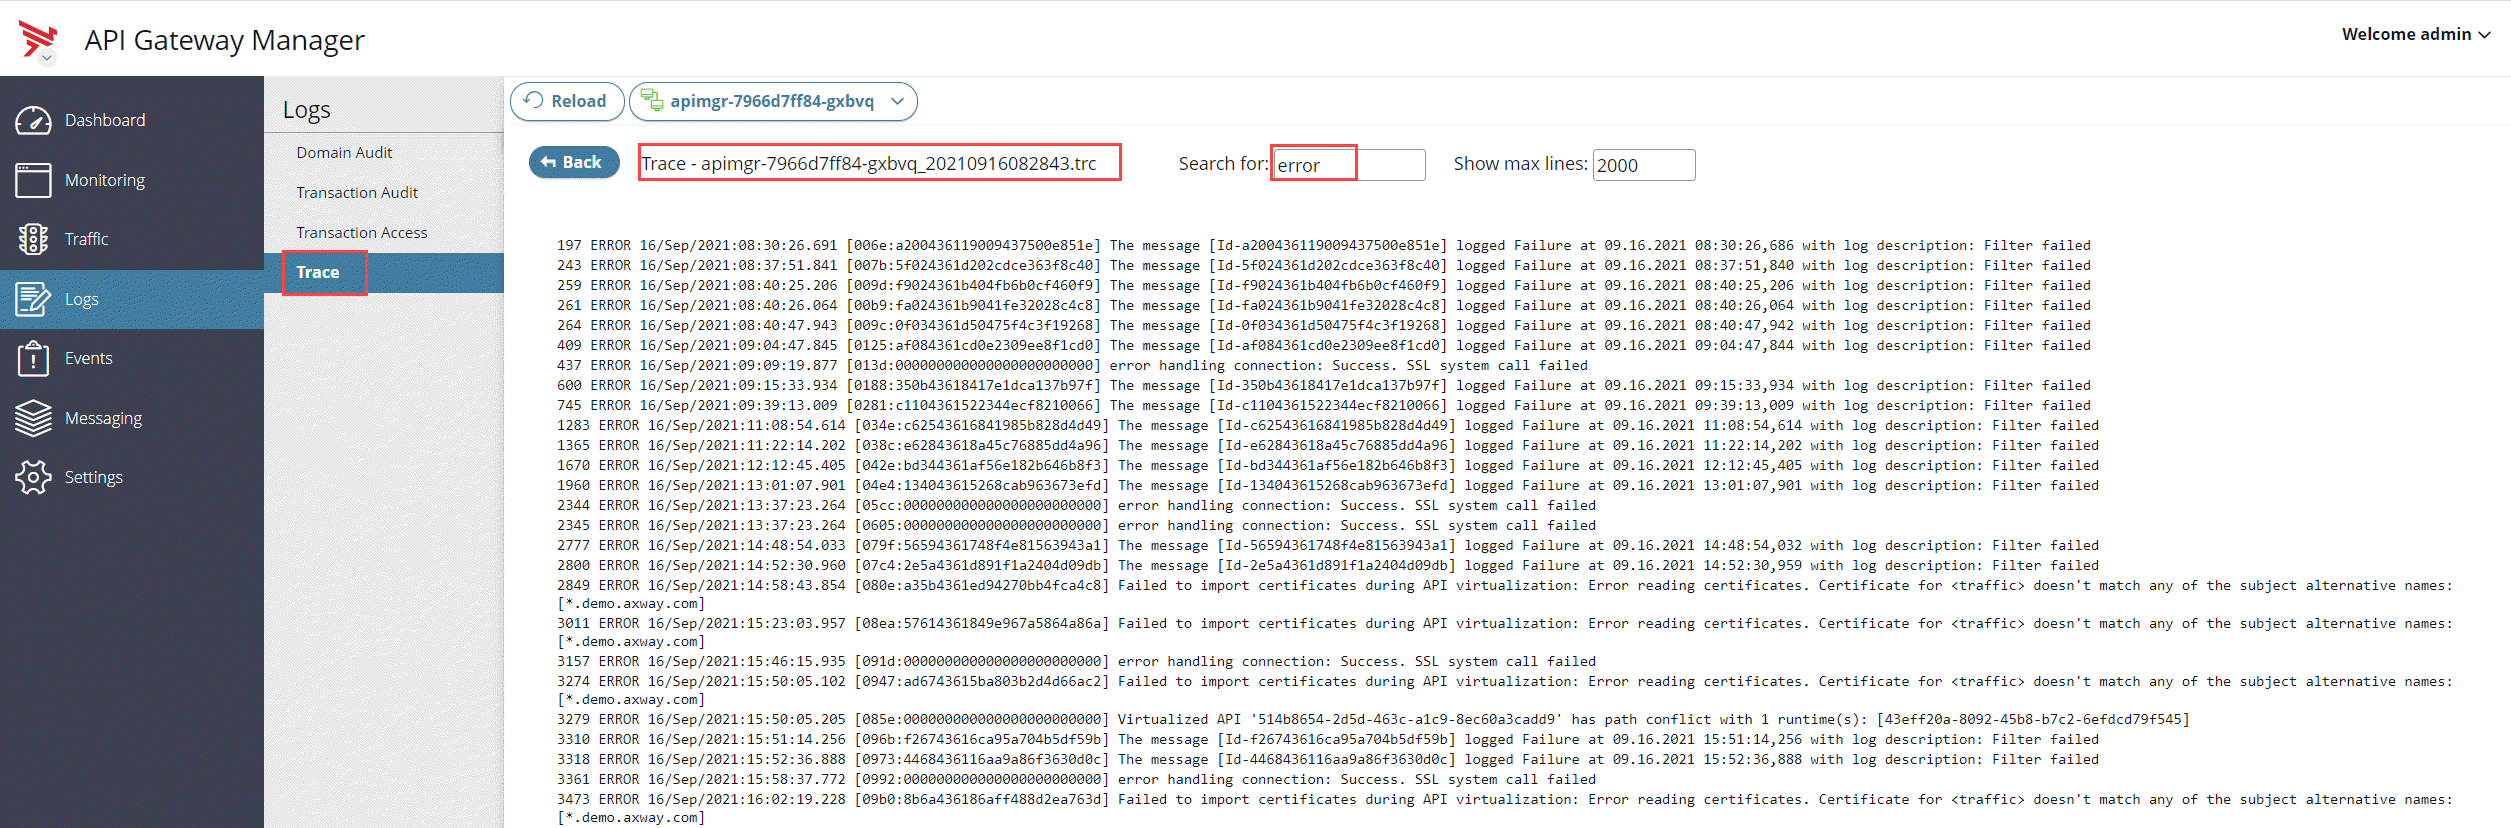 API Gateway Manager
Welcome admin
Dashboard
Monitoring
Traffic
Logs
Events
Messaging
Settings
Logs
Domain Audit
Transaction Audit
Transaction Access
Trace
Reload
apimgr-7966d7ff84-gxbvq
Back
Trace - apimgr-7966d7ff84-gxbvq_20210916082843.trc
Search for: error
Show max lines: 2000
197 ERROR 16/Sep/2021:08:30:26.691 [006e:a200436119009437500e851e] The message [Id-a200436119009437500e851e] logged Failure at 09.16.2021 08:30:26,686 with log description: Filter failed
243 ERROR 16/Sep/2021:08:37:51.841 [007b:5f024361d202cdce363f8c40] The message [Id-5f024361d202cdce363f8c40] logged Failure at 09.16.2021 08:37:51,840 with log description: Filter failed
259 ERROR 16/Sep/2021:08:40:25.206 [009d:f9024361b404fb6b0cf460f9] The message [Id-f9024361b404fb6b0cf460f9] logged Failure at 09.16.2021 08:40:25,206 with log description: Filter failed
261 ERROR 16/Sep/2021:08:40:26.064 [00b9:fa024361b9041fe32028c4c8] The message [Id-fa024361b9041fe32028c4c8] logged Failure at 09.16.2021 08:40:26,064 with log description: Filter failed
264 ERROR 16/Sep/2021:08:40:47.943 [009c:0f034361d50475f4c3f19268] The message [Id-0f034361d50475f4c3f19268] logged Failure at 09.16.2021 08:40:47,942 with log description: Filter failed
409 ERROR 16/Sep/2021:09:04:47.845 [0125:af084361cd0e2309ee8f1cd0] The message [Id-af084361cd0e2309ee8f1cd0] logged Failure at 09.16.2021 09:04:47,844 with log description: Filter failed
437 ERROR 16/Sep/2021:09:09:19.877 [013d:000000000000000000000000] error handling connection: Success. SSL system call failed
600 ERROR 16/Sep/2021:09:15:33.934 [0188:350b43618417e1dca137b97f] The message [Id-350b43618417e1dca137b97f] logged Failure at 09.16.2021 09:15:33,934 with log description: Filter failed
745 ERROR 16/Sep/2021:09:39:13.009 [0281:c1104361522344ecf8210066] The message [Id-c1104361522344ecf8210066] logged Failure at 09.16.2021 09:39:13,009 with log description: Filter failed
1283 ERROR 16/Sep/2021:11:08:54.614 [034e:c62543616841985b828d4d49] The message [Id-c62543616841985b828d4d49] logged Failure at 09.16.2021 11:08:54,614 with log description: Filter failed
1365 ERROR 16/Sep/2021:11:22:14.202 [038c:e62843618a45c76885dd4a96] The message [Id-e62843618a45c76885dd4a96] logged Failure at 09.16.2021 11:22:14,202 with log description: Filter failed
1670 ERROR 16/Sep/2021:12:12:45.405 [042e:bd344361af56e182b646b8f3] The message [Id-bd344361af56e182b646b8f3] logged Failure at 09.16.2021 12:12:45,405 with log description: Filter failed
1960 ERROR 16/Sep/2021:13:01:07.901 [04e4:134043615268cab963673efd] The message [Id-134043615268cab963673efd] logged Failure at 09.16.2021 13:01:07,901 with log description: Filter failed
2344 ERROR 16/Sep/2021:13:37:23.264 [05cc:000000000000000000000000] error handling connection: Success. SSL system call failed
2345 ERROR 16/Sep/2021:13:37:23.264 [0605:000000000000000000000000] error handling connection: Success. SSL system call failed
2777 ERROR 16/Sep/2021:14:48:54.033 [079f:56594361748f4e81563943a1] The message [Id-56594361748f4e81563943a1] logged Failure at 09.16.2021 14:48:54,032 with log description: Filter failed
2800 ERROR 16/Sep/2021:14:52:30.960 [07c4:2e5a4361d891f1a2404d09db] The message [Id-2e5a4361d891f1a2404d09db] logged Failure at 09.16.2021 14:52:30,959 with log description: Filter failed
2849 ERROR 16/Sep/2021:14:58:43.854 [080e:a35b4361ed94270bb4fca4c8] Failed to import certificates during API virtualization: Error reading certificates. Certificate for <traffic> doesn't match any of the subject alternative names:
[*.demo.axway.com]
3011 ERROR 16/Sep/2021:15:23:03.957 [08ea:57614361849e967a5864a86a] Failed to import certificates during API virtualization: Error reading certificates. Certificate for <traffic> doesn't match any of the subject alternative names:
[*.demo.axway.com]
3157 ERROR 16/Sep/2021:15:46:15.935 [091d:000000000000000000000000] error handling connection: Success. SSL system call failed
3274 ERROR 16/Sep/2021:15:50:05.102 [0947:ad6743615ba803b2d4d66ac2] Failed to import certificates during API virtualization: Error reading certificates. Certificate for <traffic> doesn't match any of the subject alternative names:
[*.demo.axway.com]
3279 ERROR 16/Sep/2021:15:50:05.205 [085e:000000000000000000000000] Virtualized API '514b8654-2d5d-463c-a1c9-8ec60a3cadd9' has path conflict with 1 runtime(s): [43eff20a-8092-45b8-b7c2-6efdcd79f545]
3310 ERROR 16/Sep/2021:15:51:14.256 [096b:f26743616ca95a704b5df59b] The message [Id-f26743616ca95a704b5df59b] logged Failure at 09.16.2021 15:51:14,256 with log description: Filter failed
3318 ERROR 16/Sep/2021:15:52:36.888 [0973:4468436116aa9a86f3630d0c] The message [Id-4468436116aa9a86f3630d0c] logged Failure at 09.16.2021 15:52:36,888 with log description: Filter failed
3361 ERROR 16/Sep/2021:15:58:37.772 [0992:000000000000000000000000] error handling connection: Success. SSL system call failed
3473 ERROR 16/Sep/2021:16:02:19.228 [09b0:8b6a436186aff488d2ea763d] Failed to import certificates during API virtualization: Error reading certificates. Certificate for <traffic> doesn't match any of the subject alternative names:
[*.demo.axway.com]